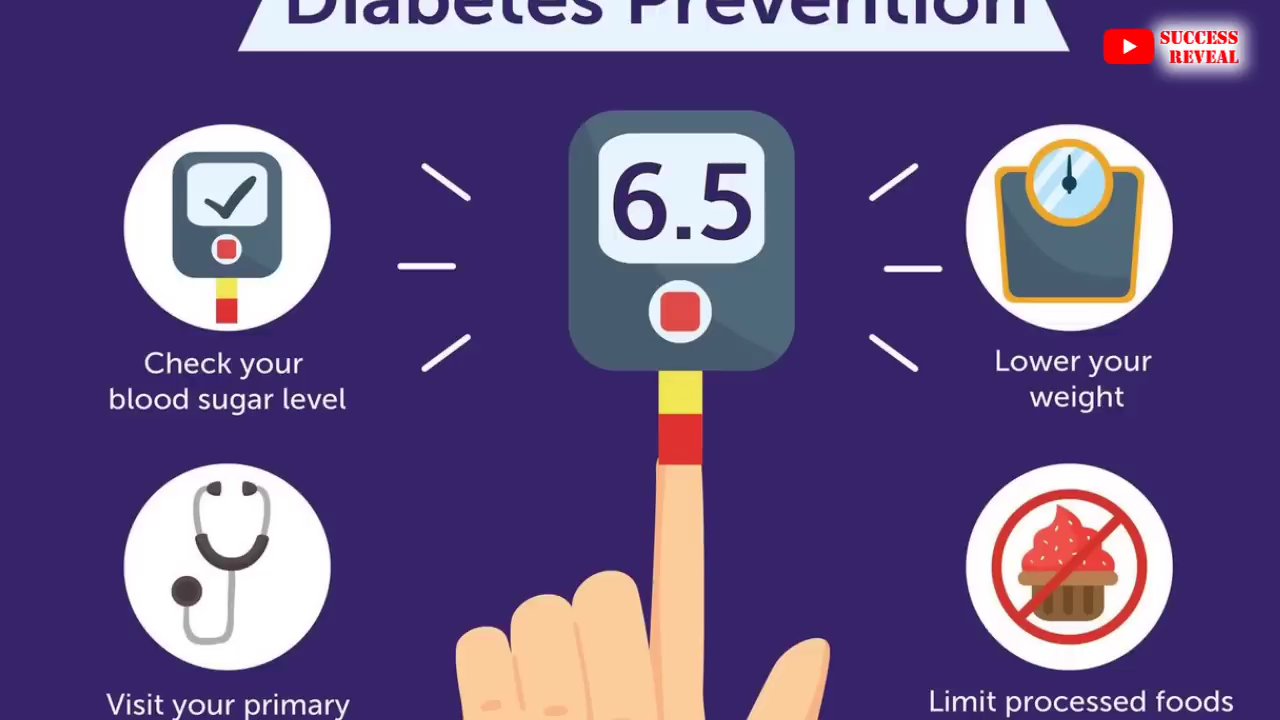 Diabetes Prevention
SUCCESS
REVEAL
6.5
Check your
blood sugar level
Lower your
weight
Visit your primary
Limit processed foods